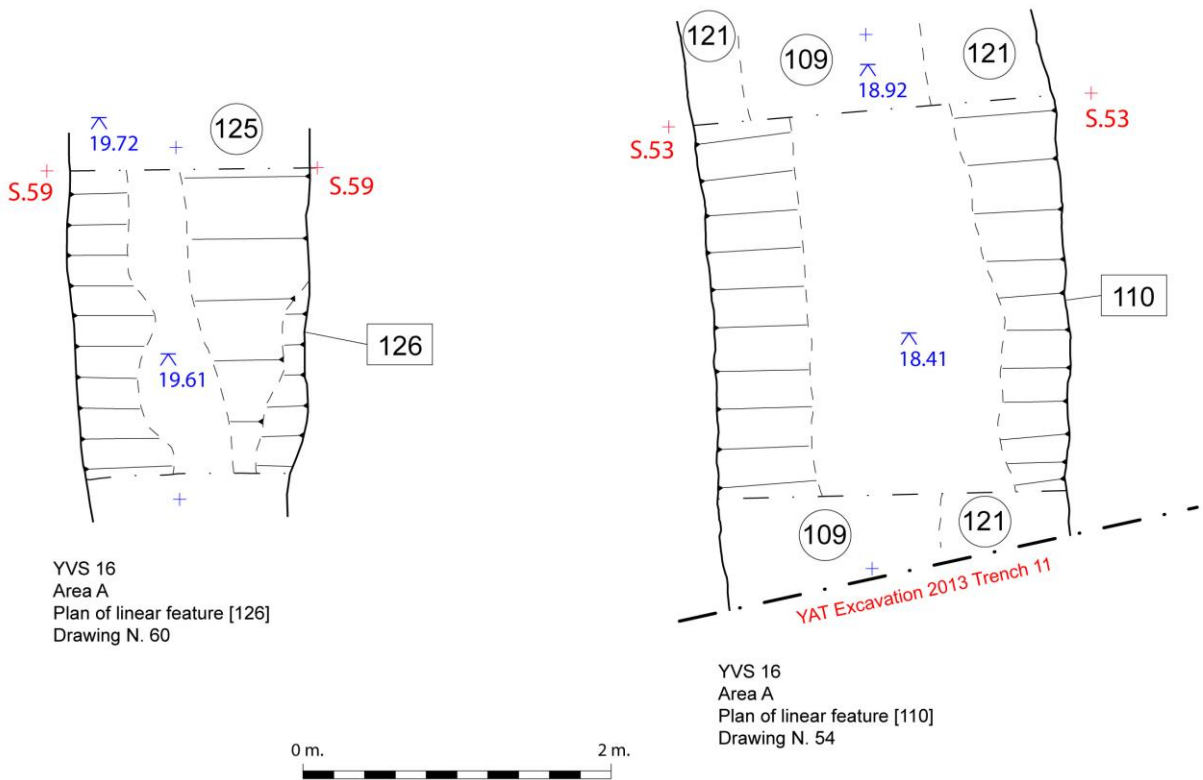 125
19.72
S.59
S.59
126
19.61
YVS 16
Area A
Plan of linear feature [126]
Drawing N. 60
121
109
121
18.92
S.53
S.53
110
18.41
109
121
YAT Excavation 2013 Trench 11
YVS 16
Area A
Plan of linear feature [110]
Drawing N. 54
0 m.
2 m.